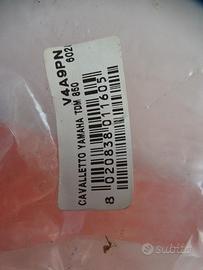 V4A9PN
602
CAVALLETTO YAMAHA TDM 850
8 020838 011605
subito